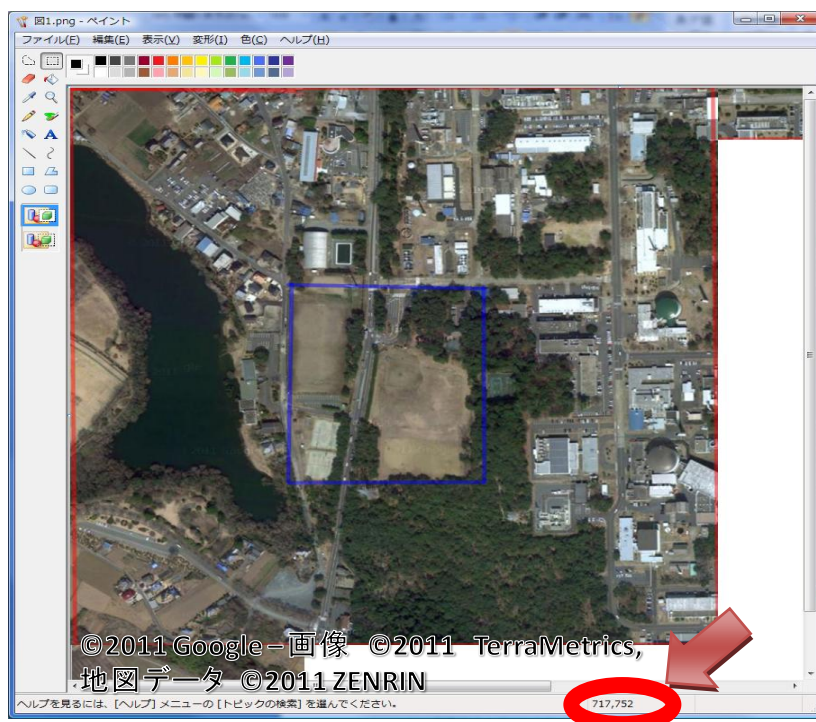 図1.png - ペイント
ファイル(F) 編集(E) 表示(V) 変形(I) 色(C) ヘルプ(H)
A
©2011 Google – 画像 ©2011 TerraMetrics,
地図データ ©2011 ZENRIN
ヘルプを見るには、[ヘルプ] メニューの [トピックの検索] を選んでください。
717,752